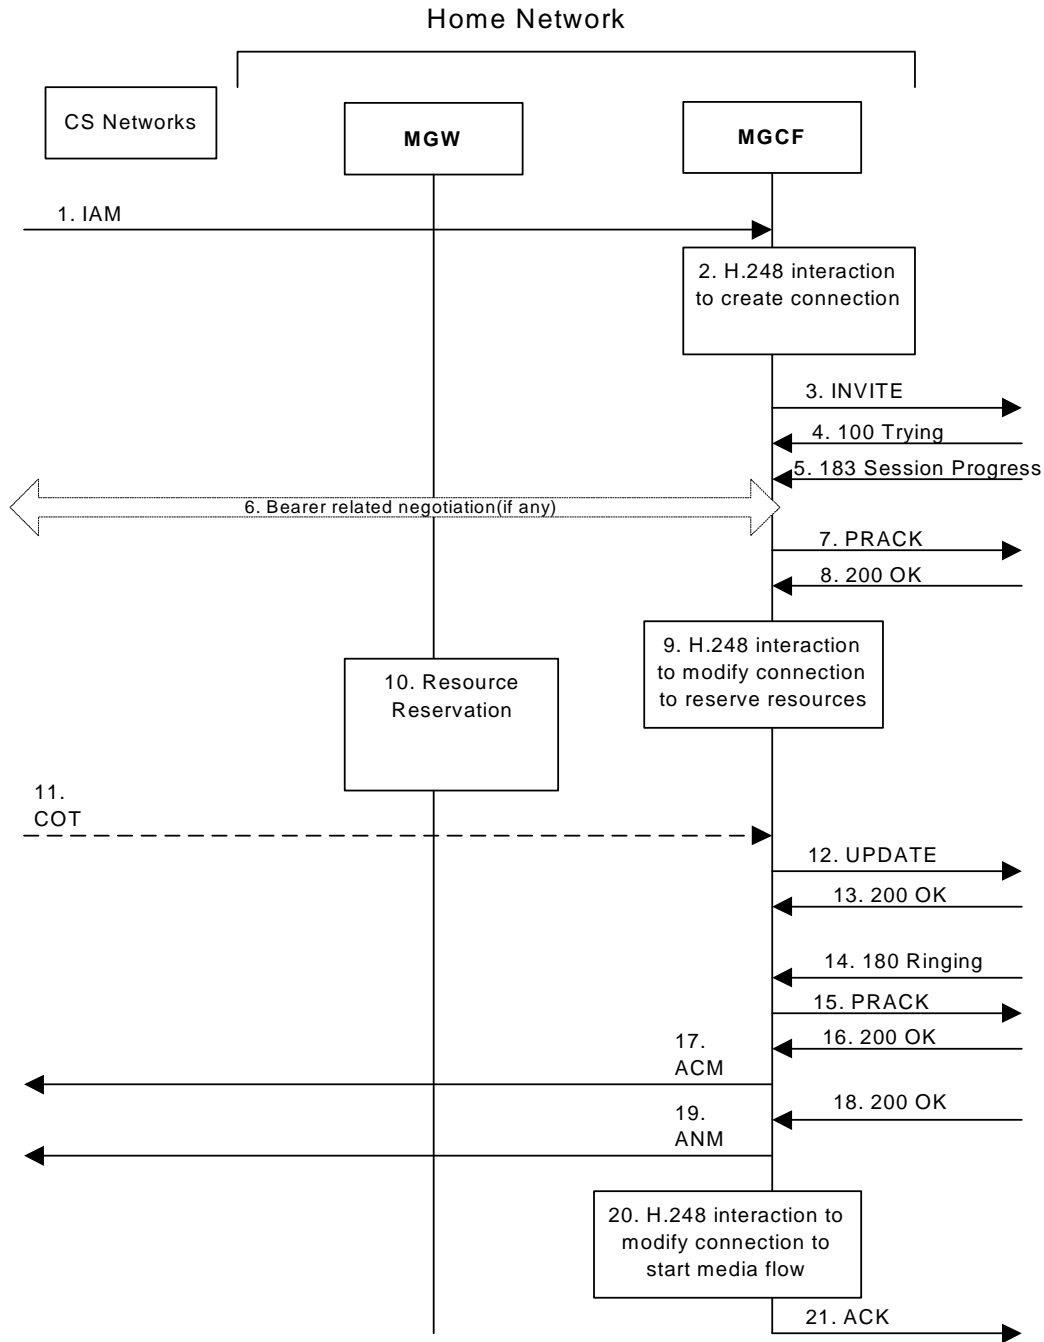 Home Network
CS Networks
MGW
MGCF
1. IAM
2. H.248 interaction
to create connection
3. INVITE
4. 100 Trying
5. 183 Session Progress
6. Bearer related negotiation(if any)
7. PRACK
8. 200 OK
9. H.248 interaction
to modify connection
to reserve resources
10. Resource
Reservation
11.
COT
12. UPDATE
13. 200 OK
14. 180 Ringing
15. PRACK
16. 200 OK
17.
ACM
18. 200 OK
19.
ANM
20. H.248 interaction to
modify connection to
start media flow
21. ACK